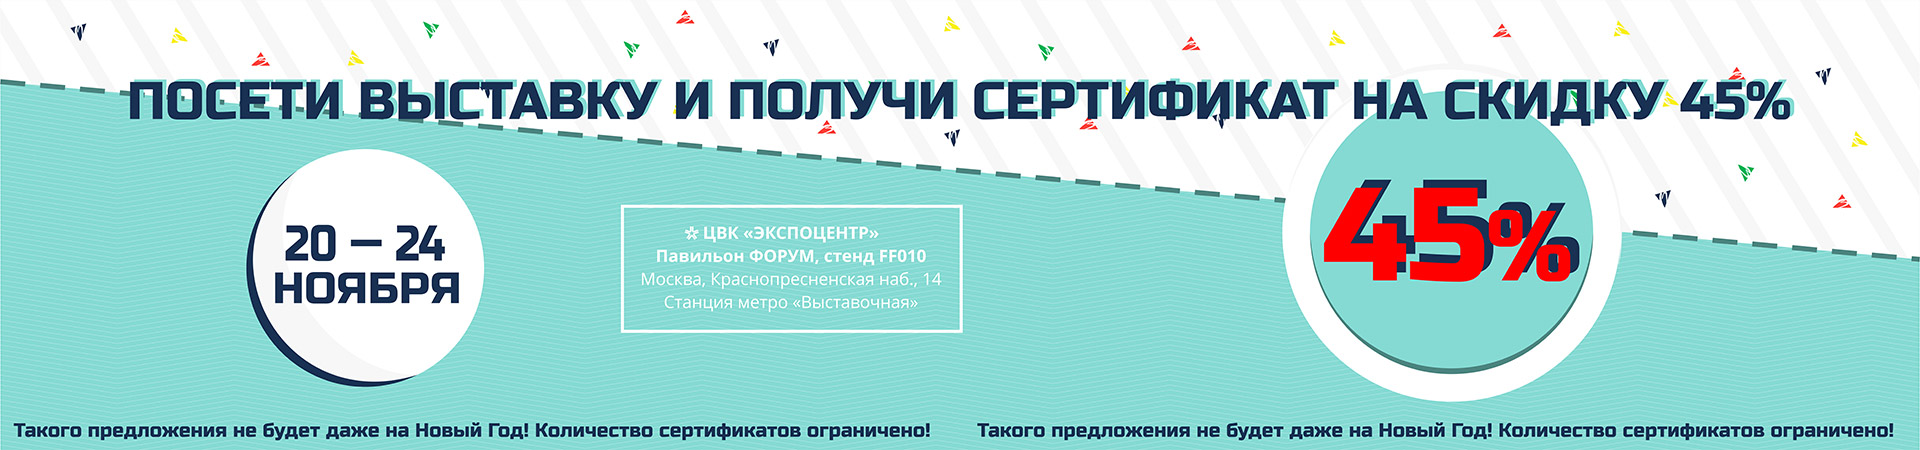 ПОСЕТИ ВЫСТАВКУ И ПОЛУЧИ СЕРТИФИКАТ НА СКИДКУ 45%
20 — 24
НОЯБРЯ
ЦВК «ЭКСПОЦЕНТР»
Павильон ФОРУМ, стенд FF010
Москва, Краснопресненская наб., 14
Станция метро «Выставочная»
45%
Такого предложения не будет даже на Новый Год! Количество сертификатов ограничено!
Такого предложения не будет даже на Новый Год! Количество сертификатов ограничено!